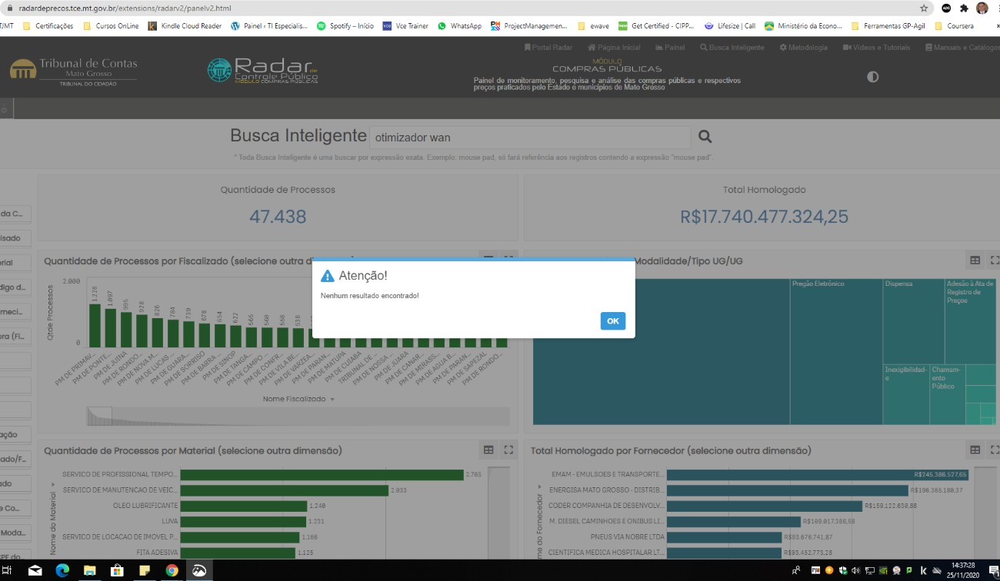 radardeprecos.tce.mt.gov.br/extensions/radarv2/panelv2.html
TJMT Certificações Cursos OnLine Kindle Cloud Reader Painel ‹ TI Especialis... Spotify – Início Vce Trainer WhatsApp ProjectManagemen... ewave Get Certified - CIPP... Lifesize | Call Ministério da Econo... Ferramentas GP-Agil Coursera
Portal Radar Página Inicial Painel Busca Inteligente Metodologia Vídeos e Tutoriais Manuais e Catálogos
Tribunal de Contas
Mato Grosso
TRIBUNAL DO CIDADÃO
Radar de
Controle Público
MÓDULO COMPRAS PÚBLICAS
MÓDULO
COMPRAS PÚBLICAS
Painel de monitoramento, pesquisa e análise das compras públicas e respectivos
preços praticados pelo Estado e municípios de Mato Grosso
Busca Inteligente otimizador wan
* Toda Busca Inteligente é uma buscar por expressão exata. Exemplo: mouse pad, só fará referência aos registros contendo a expressão "mouse pad".
Quantidade de Processos
47.438
Total Homologado
R$17.740.477.324,25
da C...
isado
erial
digo d...
rneci...
ora (Fi...
ação
ado/F...
ado
e Co...
Moda...
CPF do...
Quantidade de Processos por Fiscalizado (selecione outra d
Modalidade/Tipo UG/UG
Atenção!
Nenhum resultado encontrado!
OK
Qtde Processos
2.000
0
1.228 1.097 995 928 826 784 739 678 654 622 565 560 558 538
PM DE PRIMAV... PM DE PONTE... PM DE JUINA PM DE RONDO... PM DE NOVA M... PM DE LUCAS ... PM DE GUARA... PM DE SORRISO PM DE BARRA ... PM DE SINOP PM DE TANGA... PM DE CAMPO ... PM DE CONFR... PM DE VILA BE... PM DE VARZEA... PM DE PARAN... PM DE MATUPA PM DE CUIABA TRIBUNAL DE ... PM DE NOSSA ... PM DE JUARA PM DE CANAR... PM DE MIRASS... PM DE AGUA B... PM DE PARAN... PM DE SAPEZAL PM DE RONDO...
Nome Fiscalizado
Pregão Eletrônico
Dispensa
Adesão à Ata de
Registro de
Preços
Inexigibilidad-
e
Chamam-
ento
Público
Quantidade de Processos por Material (selecione outra dimensão)
Nome do Material
SERVICO DE PROFISSIONAL TEMPO... 2.765
SERVICO DE MANUTENCAO DE VEIC... 2.033
OLEO LUBRIFICANTE 1.240
LUVA 1.231
SERVICO DE LOCACAO DE IMOVEL P... 1.166
FITA ADESIVA 1.125
Total Homologado por Fornecedor (selecione outra dimensão)
me do Fornecedor
EMAM - EMULSOES E TRANSPORTE... R$245.386.527,65
ENERGISA MATO GROSSO - DISTRIB... R$196.365.180,37
CODER COMPANHIA DE DESENVOLV... R$159.122.630,86
M. DIESEL CAMINHOES E ONIBUS LI... R$109.017.386,58
PNEUS VIA NOBRE LTDA R$93.676.741,87
CIENTIFICA MEDICA HOSPITALAR LT... R$93.452.773,28
14:37:28
25/11/2020